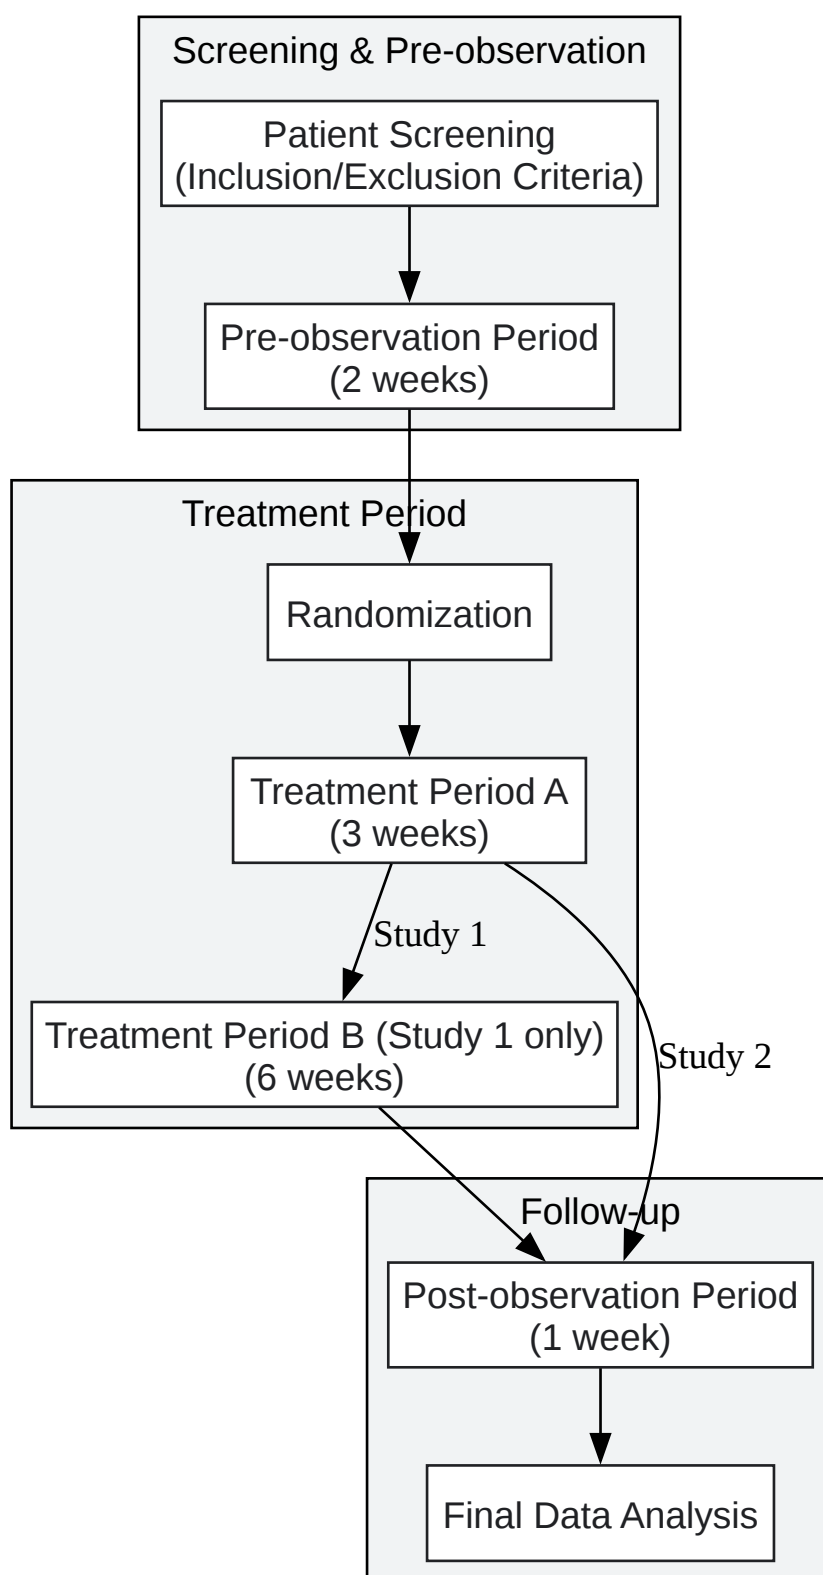 Screening & Pre-observation
Patient Screening
(Inclusion/Exclusion Criteria)
Pre-observation Period
(2 weeks)
Treatment Period
Randomization
Treatment Period A
(3 weeks)
Study 1
Treatment Period B (Study 1 only)
(6 weeks)
Study 2
Follow-up
Post-observation Period
(1 week)
Final Data Analysis